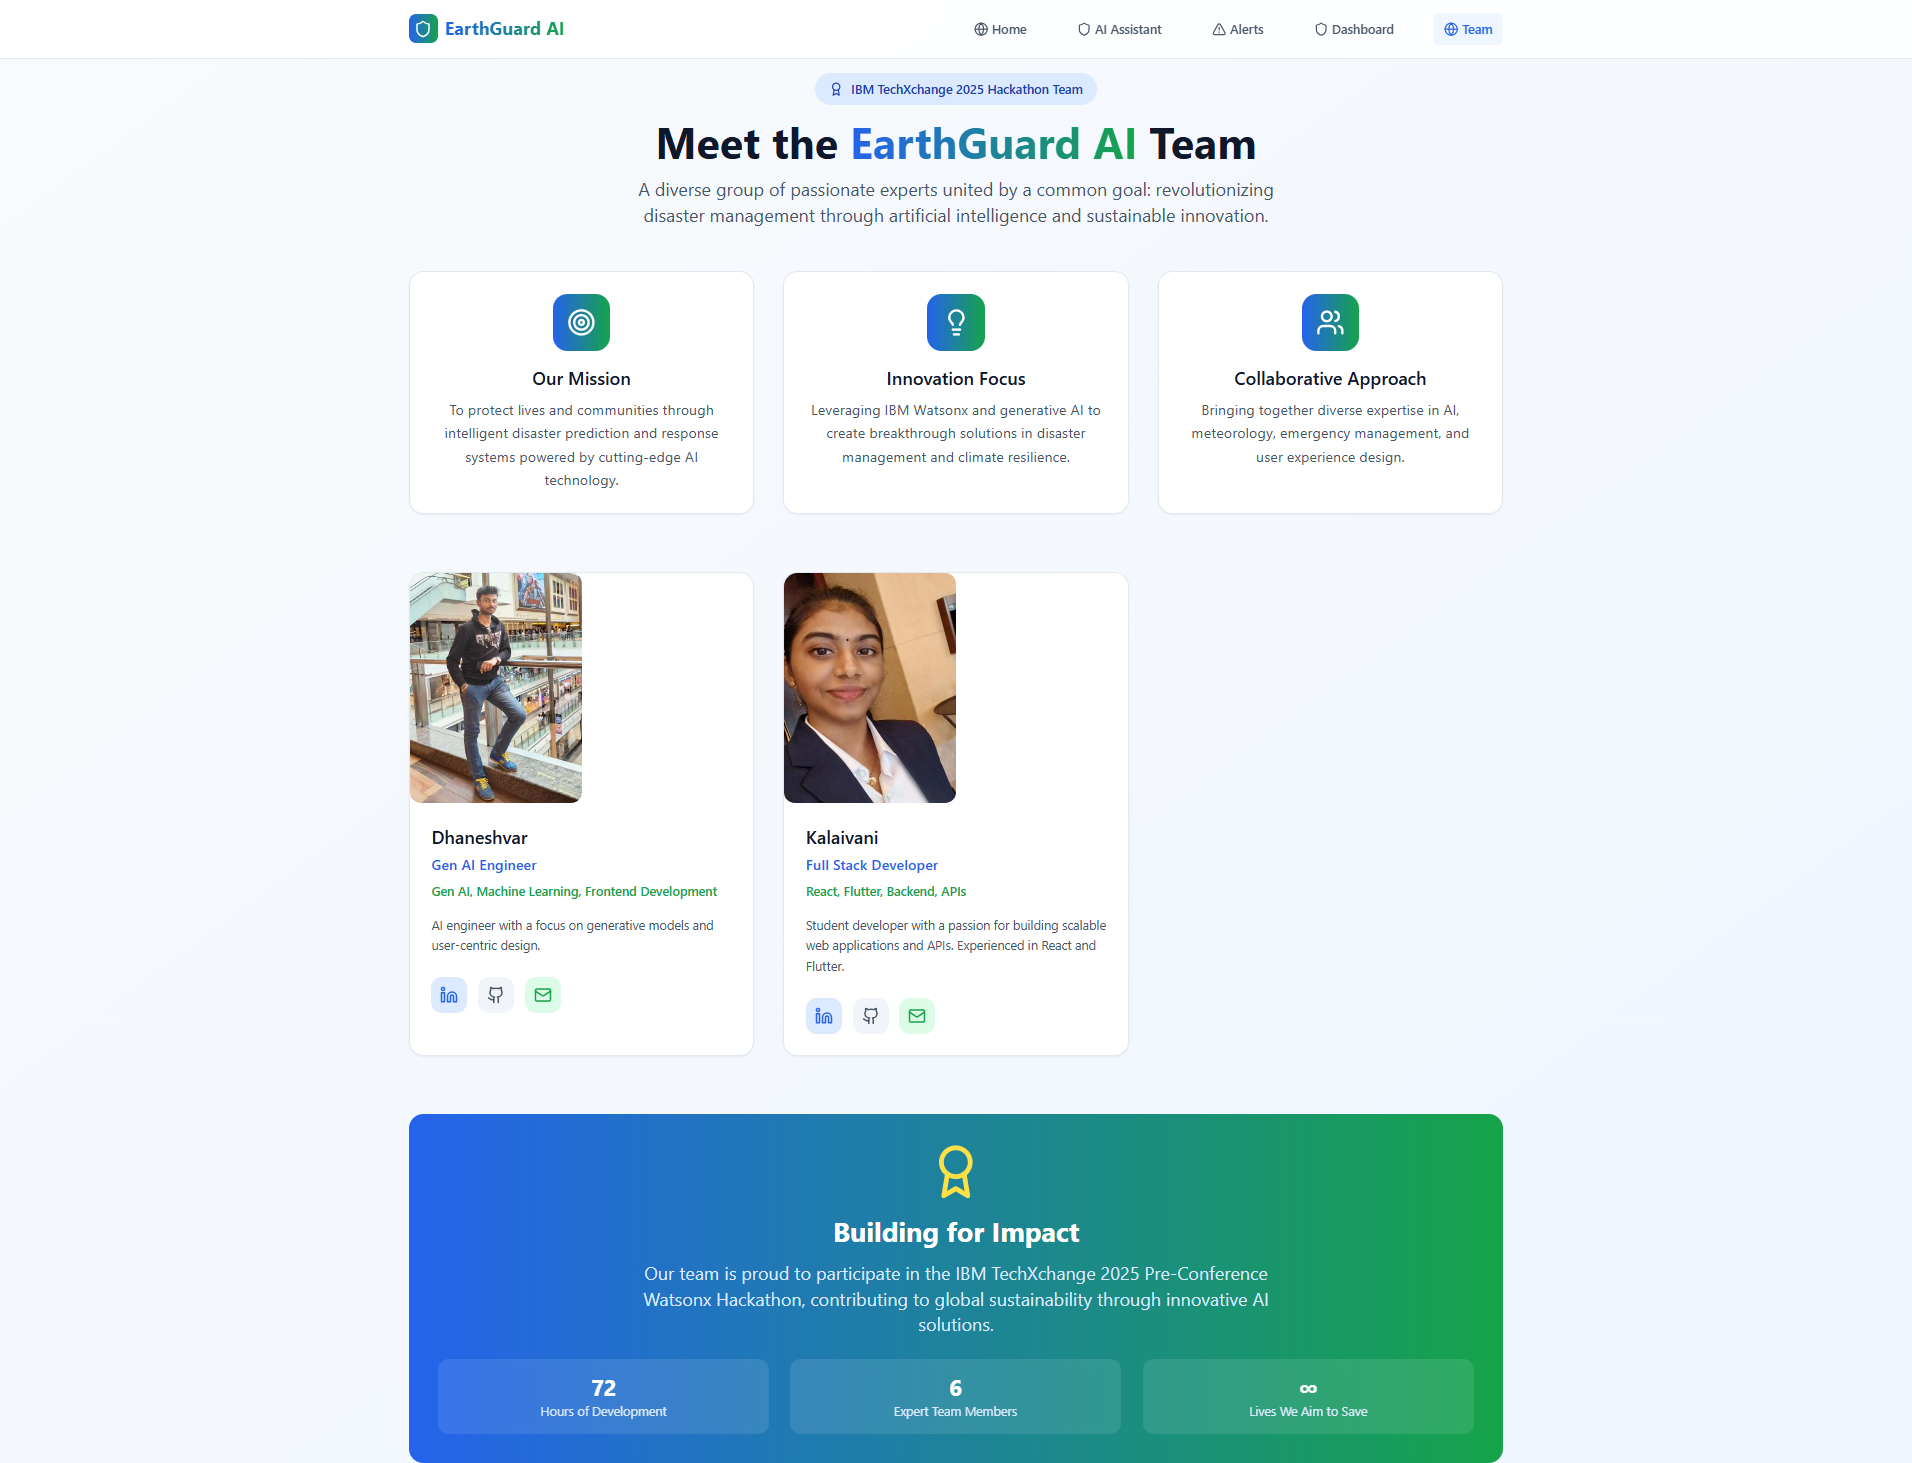 EarthGuard AI
Home
AI Assistant
Alerts
Dashboard
Team
IBM TechXchange 2025 Hackathon Team
Meet the EarthGuard AI Team
A diverse group of passionate experts united by a common goal: revolutionizing
disaster management through artificial intelligence and sustainable innovation.
Our Mission
To protect lives and communities through
intelligent disaster prediction and response
systems powered by cutting-edge AI
technology.
Innovation Focus
Leveraging IBM Watsonx and generative AI to
create breakthrough solutions in disaster
management and climate resilience.
Collaborative Approach
Bringing together diverse expertise in AI,
meteorology, emergency management, and
user experience design.
Dhaneshvar
Gen AI Engineer
Gen AI, Machine Learning, Frontend Development
AI engineer with a focus on generative models and
user-centric design.
Kalaivani
Full Stack Developer
React, Flutter, Backend, APIs
Student developer with a passion for building scalable
web applications and APIs. Experienced in React and
Flutter.
Building for Impact
Our team is proud to participate in the IBM TechXchange 2025 Pre-Conference
Watsonx Hackathon, contributing to global sustainability through innovative AI
solutions.
72
Hours of Development
6
Expert Team Members
∞
Lives We Aim to Save